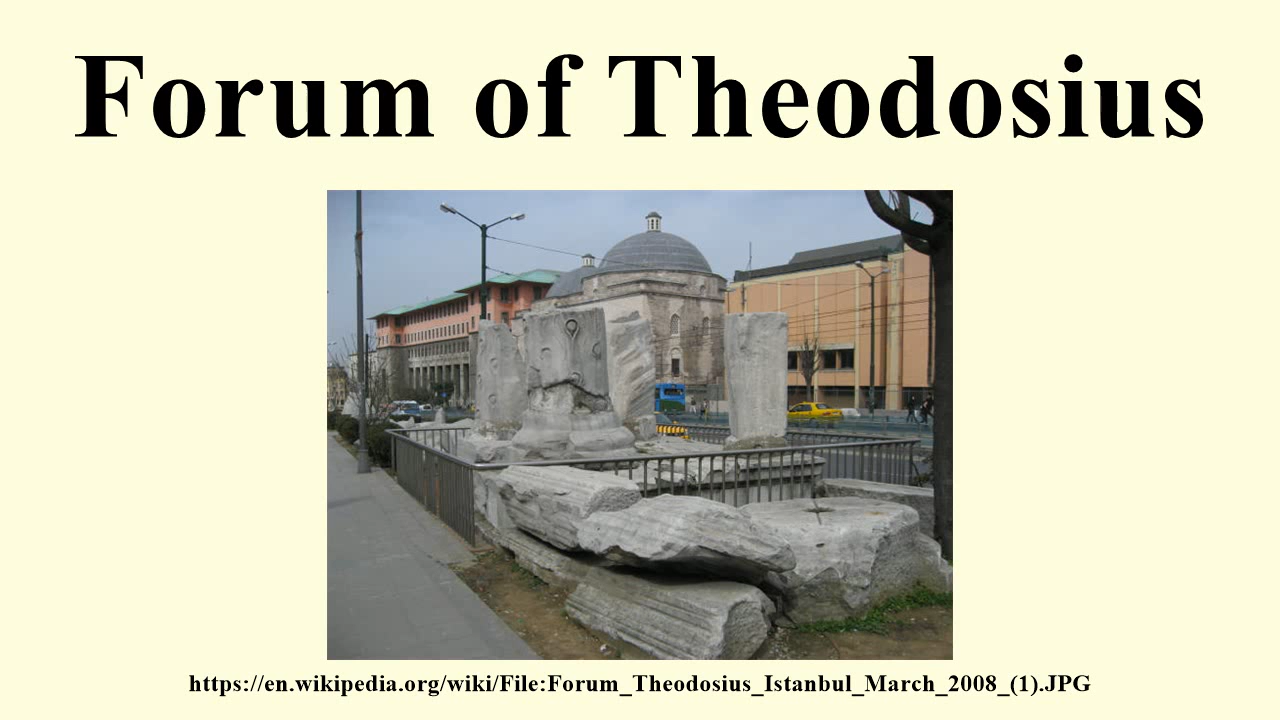 Forum of Theodosius
https://en.wikipedia.org/wiki/File:Forum_Theodosius_Istanbul_March_2008_(1).JPG